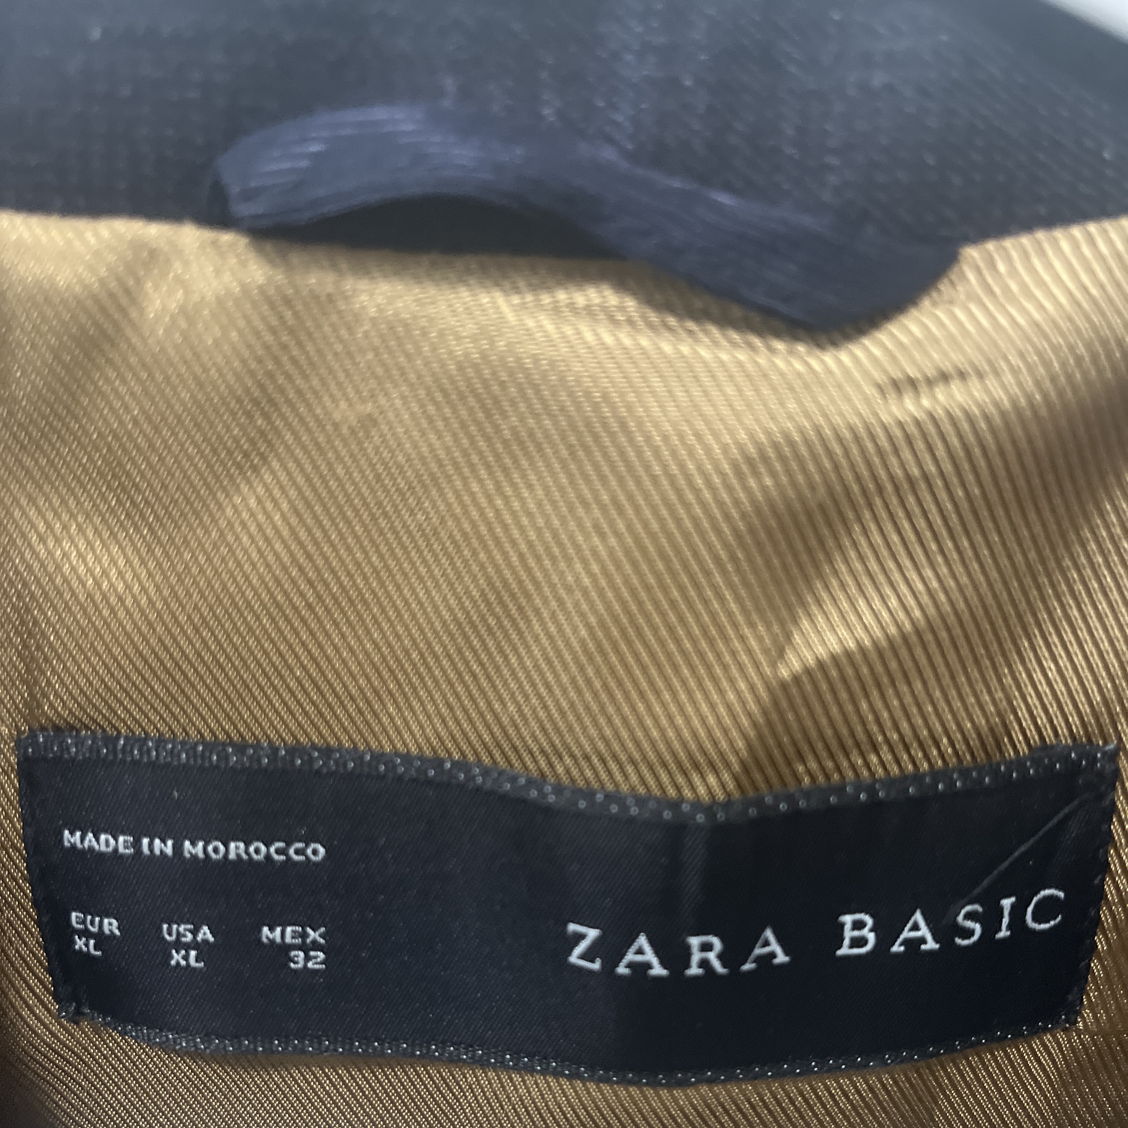 MADE IN MOROCCO
EUR USA MEX
XL XL 32
ZARA BASIC